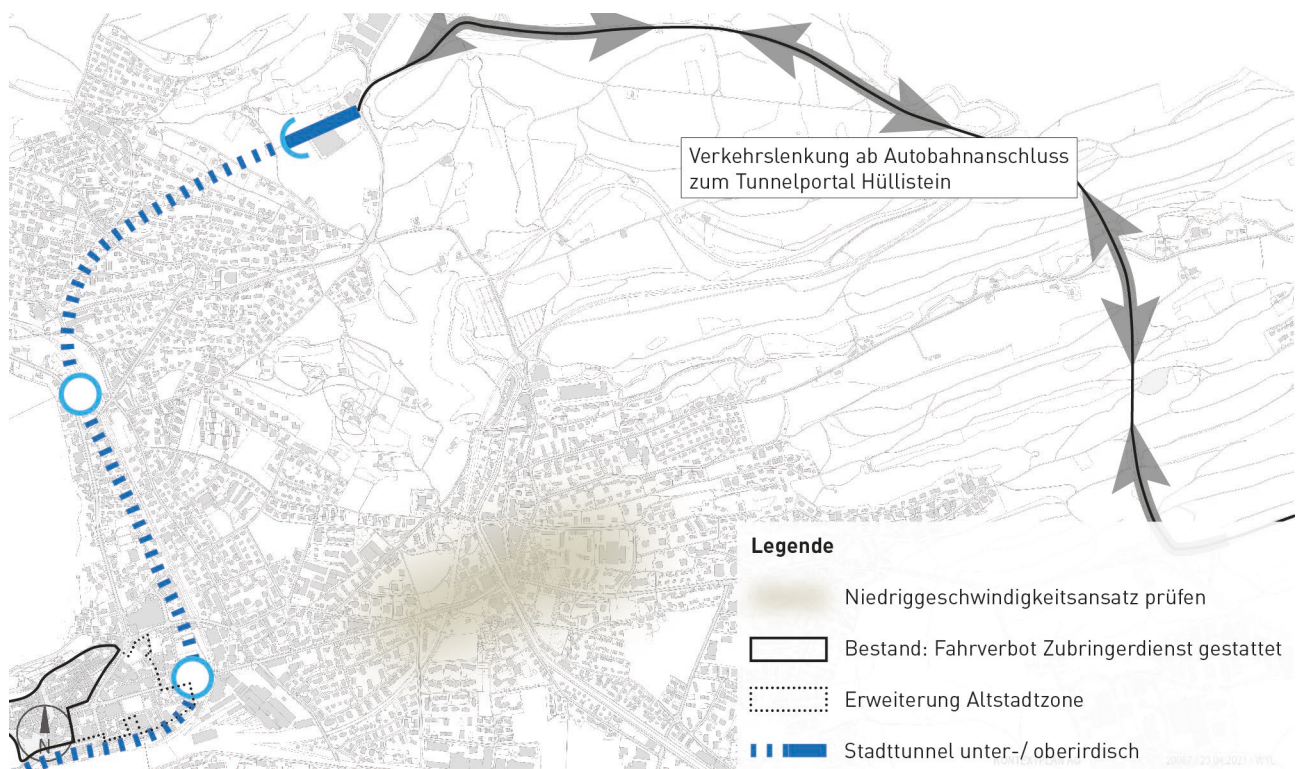 Verkehrslenkung ab Autobahnanschluss
zum Tunnelportal Hüllistein
Legende
Niedriggeschwindigkeitsansatz prüfen
Bestand: Fahrverbot Zubringerdienst gestattet
Erweiterung Altstadtzone
Stadttunnel unter-/ oberirdisch
N